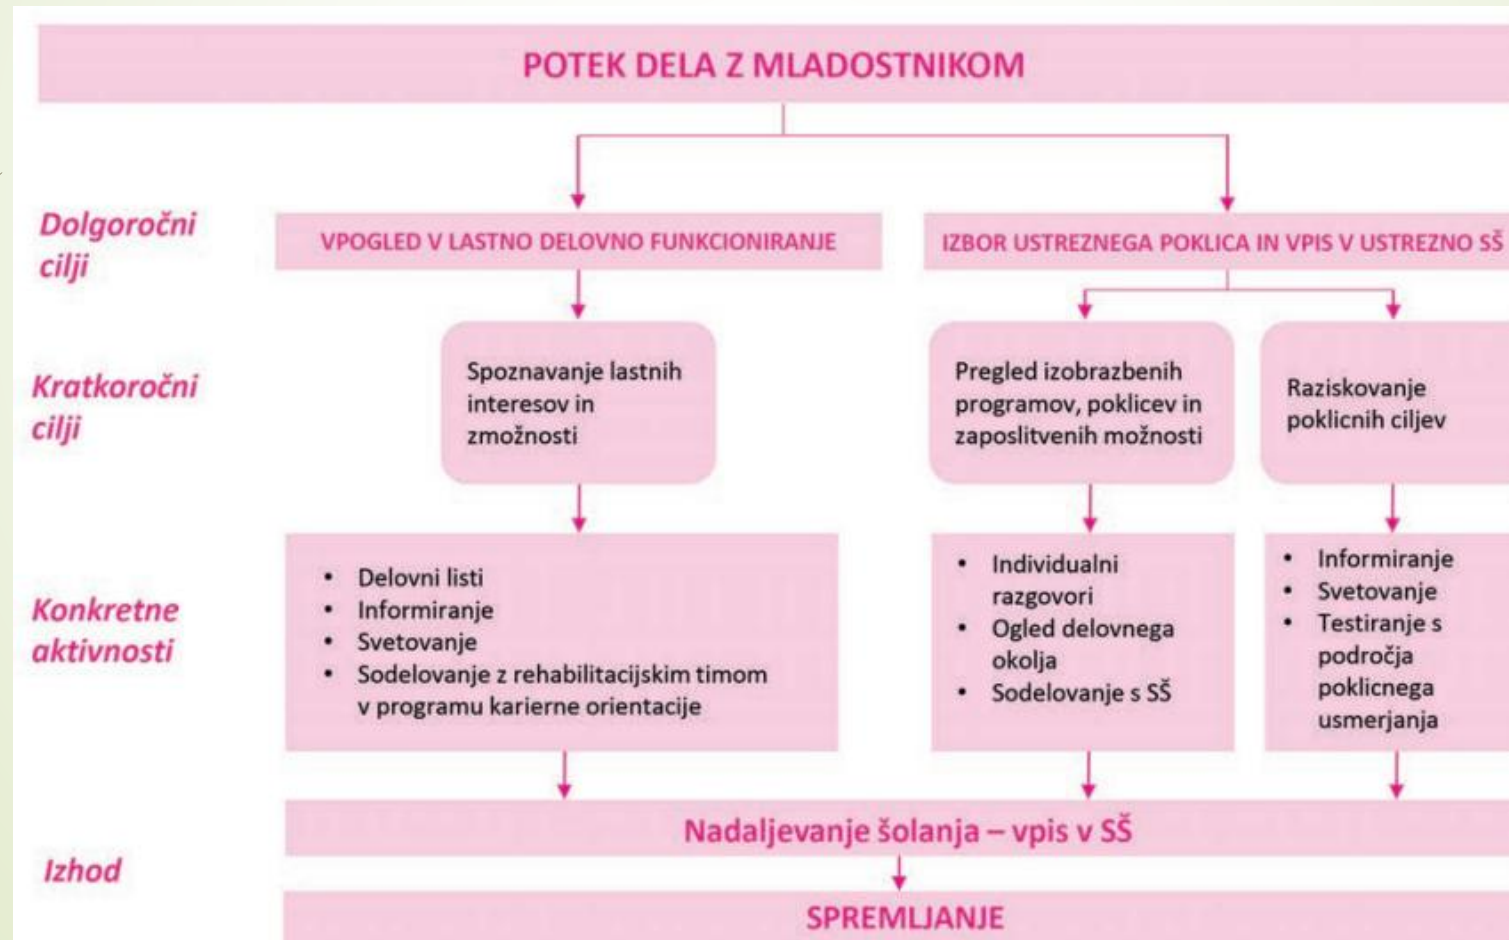 POTEK DELA Z MLADOSTNIKOM
Dolgoročni
cilji
VPOGLED V LASTNO DELOVNO FUNKCIONIRANJE
IZBOR USTREZNEGA POKLICA IN VPIS V USTREZNO SŠ
Kratkoročni
cilji
Spoznavanje lastnih
interesov in
zmožnosti
Pregled izobrazbenih
programov, poklicev in
zaposlitvenih možnosti
Raziskovanje
poklicnih ciljev
Konkretne
aktivnosti
• Delovni listi
• Informiranje
• Svetovanje
• Sodelovanje z rehabilitacijskim timom
v programu karierne orientacije
• Individualni
razgovori
• Ogled delovnega
okolja
• Sodelovanje s SŠ
• Informiranje
• Svetovanje
• Testiranje s
področja
poklicnega
usmerjanja
Izhod
Nadaljevanje šolanja – vpis v SŠ
SPREMLJANJE